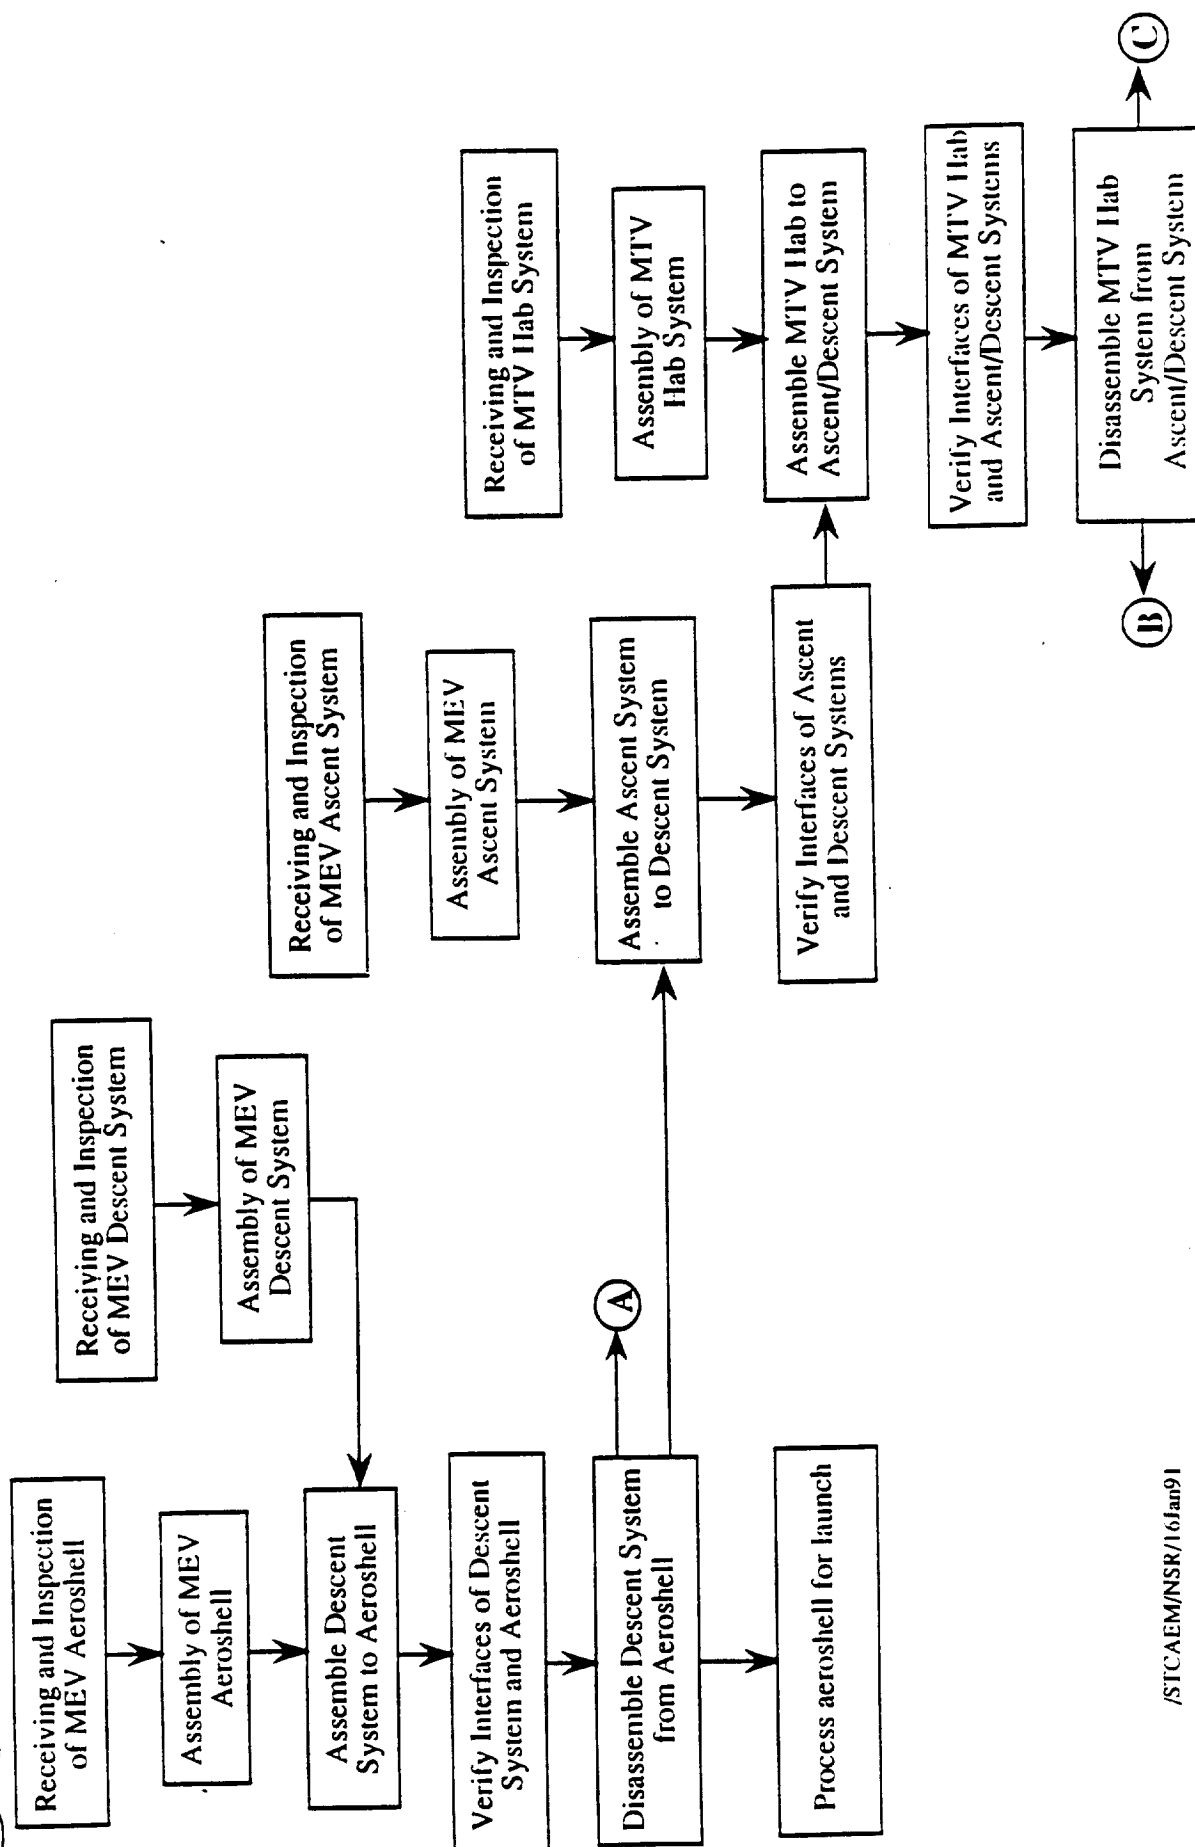 Receiving and Inspection
of MEV Aeroshell
Assembly of MEV
Aeroshell
Assemble Descent
System to Aeroshell
Verify Interfaces of Descent
System and Aeroshell
Disassemble Descent System
from Aeroshell
Process aeroshell for launch
A
Receiving and Inspection
of MEV Descent System
Assembly of MEV
Descent System
Receiving and Inspection
of MEV Ascent System
Assembly of MEV
Ascent System
Assemble Ascent System
to Descent System
Verify Interfaces of Ascent
and Descent Systems
Receiving and Inspection
of MTV Hab System
Assembly of MTV
Hab System
Assemble MTV Hab to
Ascent/Descent System
Verify Interfaces of MTV Hab
and Ascent/Descent Systems
Disassemble MTV Hab
System from
Ascent/Descent System
B
C
/STCAEM/NSR/16Jan91